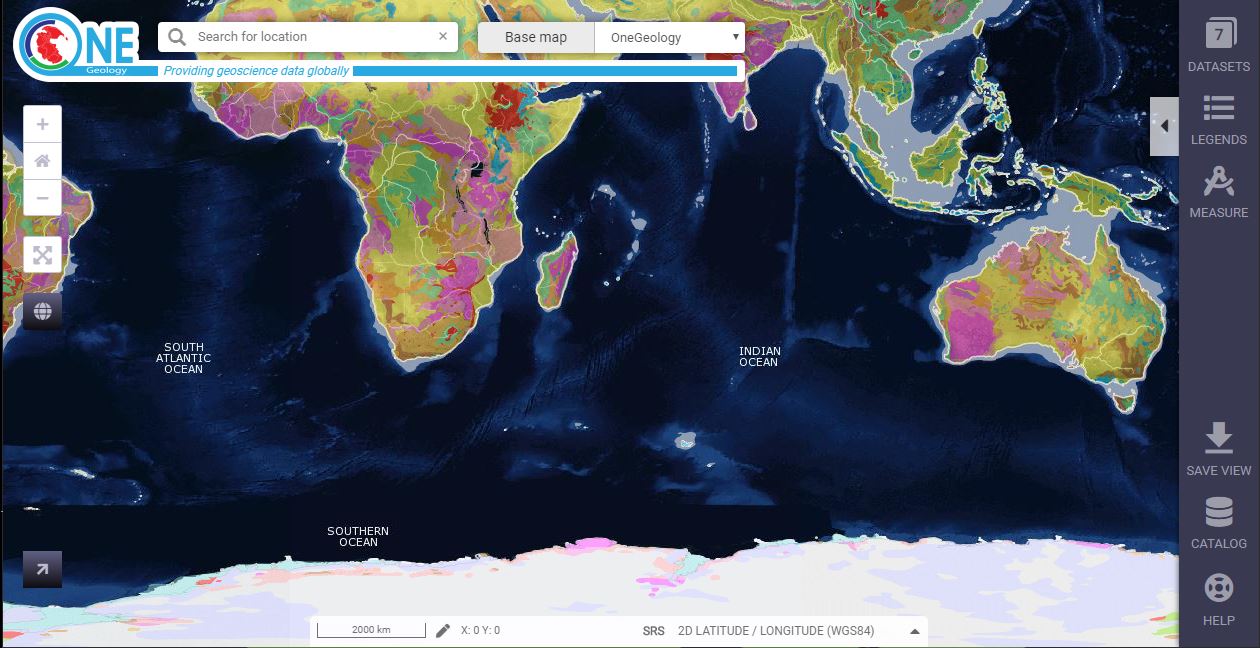 ONE
Geology
Search for location ×
Base map
OneGeology
Providing geoscience data globally
+
−
7
DATASETS
LEGENDS
MEASURE
SOUTH
ATLANTIC
OCEAN
INDIAN
OCEAN
SOUTHERN
OCEAN
SAVE VIEW
CATALOG
HELP
2000 km
X: 0 Y: 0
SRS
2D LATITUDE / LONGITUDE (WGS84)